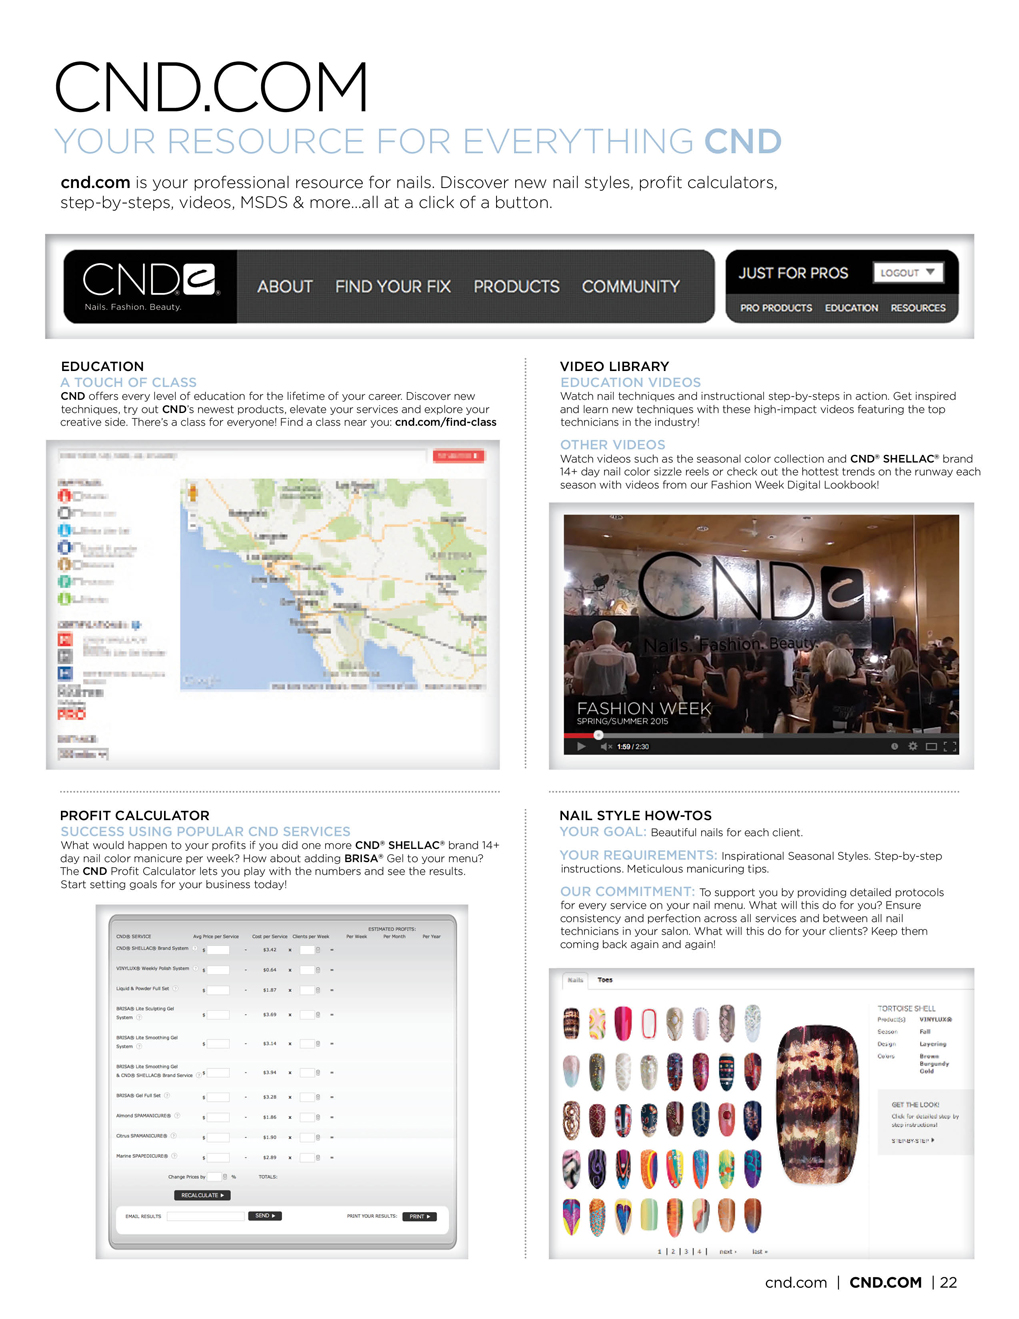 CND.COM
YOUR RESOURCE FOR EVERYTHING CND
cnd.com is your professional resource for nails. Discover new nail styles, profit calculators,
step-by-steps, videos, MSDS & more...all at a click of a button.
CND®
Nails. Fashion. Beauty.
ABOUT FIND YOUR FIX PRODUCTS COMMUNITY
JUST FOR PROS LOGOUT
PRO PRODUCTS EDUCATION RESOURCES
EDUCATION
A TOUCH OF CLASS
CND offers every level of education for the lifetime of your career. Discover new
techniques, try out CND's newest products, elevate your services and explore your
creative side. There's a class for everyone! Find a class near you: cnd.com/find-class
MASTER
PRO
Google
VIDEO LIBRARY
EDUCATION VIDEOS
Watch nail techniques and instructional step-by-steps in action. Get inspired
and learn new techniques with these high-impact videos featuring the top
technicians in the industry!
OTHER VIDEOS
Watch videos such as the seasonal color collection and CND® SHELLAC® brand
14+ day nail color sizzle reels or check out the hottest trends on the runway each
season with videos from our Fashion Week Digital Lookbook!
CND
Nails. Fashion. Beauty.
FASHION WEEK
SPRING/SUMMER 2015
1:59 / 2:30
PROFIT CALCULATOR
SUCCESS USING POPULAR CND SERVICES
What would happen to your profits if you did one more CND® SHELLAC® brand 14+
day nail color manicure per week? How about adding BRISA® Gel to your menu?
The CND Profit Calculator lets you play with the numbers and see the results.
Start setting goals for your business today!
ESTIMATED PROFITS:
CND® SERVICE Avg Price per Service Cost per Service Clients per Week Per Week Per Month Per Year
CND® SHELLAC® Brand System $ - $3.42 x =
VINYLUX® Weekly Polish System $ - $0.64 x =
Liquid & Powder Full Set $ - $1.87 x =
BRISA® Lite Sculpting Gel
System $ - $3.69 x =
BRISA® Lite Smoothing Gel
System $ - $3.14 x =
BRISA® Lite Smoothing Gel
& CND® SHELLAC® Brand Service $ - $3.94 x =
BRISA® Gel Full Set $ - $3.28 x =
Almond SPAMANICURE® $ - $1.86 x =
Citrus SPAMANICURE® $ - $1.90 x =
Marine SPAPEDICURE® $ - $2.89 x =
Change Prices by % TOTALS:
RECALCULATE
EMAIL RESULTS SEND PRINT YOUR RESULTS: PRINT
NAIL STYLE HOW-TOS
YOUR GOAL: Beautiful nails for each client.
YOUR REQUIREMENTS: Inspirational Seasonal Styles. Step-by-step
instructions. Meticulous manicuring tips.
OUR COMMITMENT: To support you by providing detailed protocols
for every service on your nail menu. What will this do for you? Ensure
consistency and perfection across all services and between all nail
technicians in your salon. What will this do for your clients? Keep them
coming back again and again!
Nails Toes
TORTOISE SHELL
Product(s) VINYLUX®
Season Fall
Design Layering
Colors Brown
Burgundy
Gold
GET THE LOOK!
Click for detailed step by
step instructions!
STEP-BY-STEP
1 | 2 | 3 | 4 | next › last »
cnd.com | CND.COM | 22